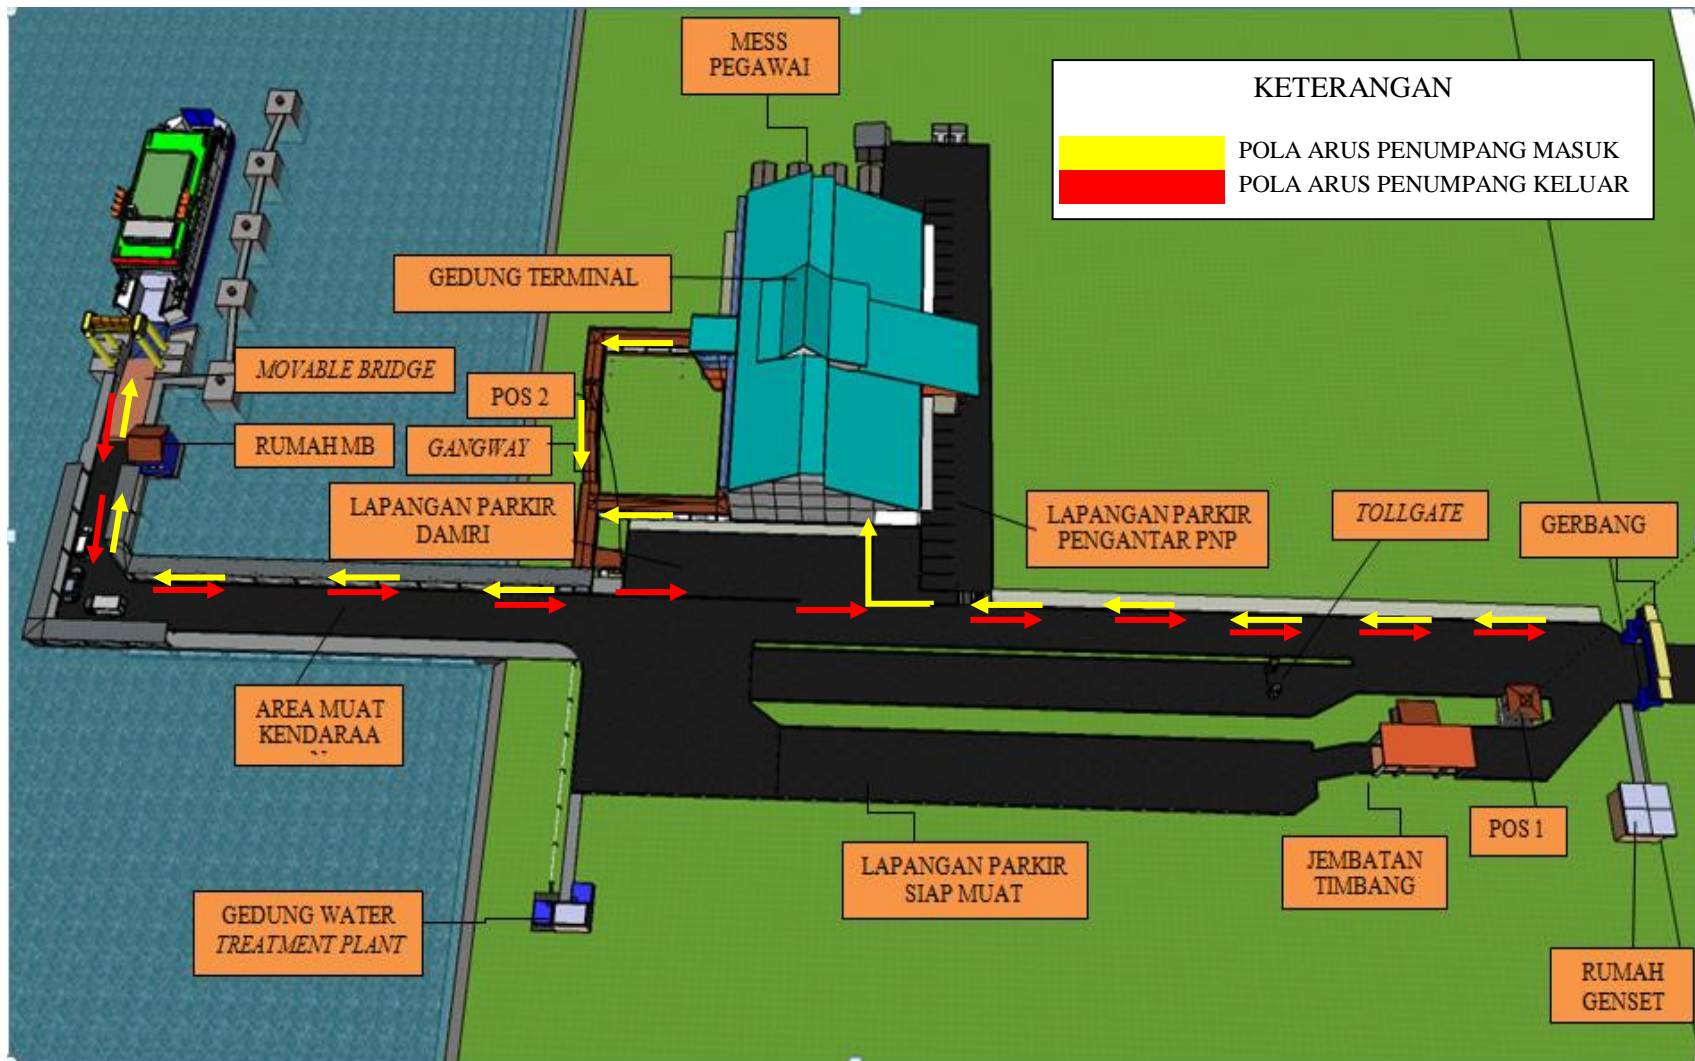 MESS
PEGAWAI
KETERANGAN
POLA ARUS PENUMPANG MASUK
POLA ARUS PENUMPANG KELUAR
GEDUNG TERMINAL
MOVABLE BRIDGE
POS 2
RUMAH MB
GANGWAY
LAPANGAN PARKIR
DAMRI
LAPANGAN PARKIR
PENGANTAR PNP
TOLLGATE
GERBANG
AREA MUAT
KENDARAA
POS 1
JEMBATAN
TIMBANG
LAPANGAN PARKIR
SIAP MUAT
GEDUNG WATER
TREATMENT PLANT
RUMAH
GENSET